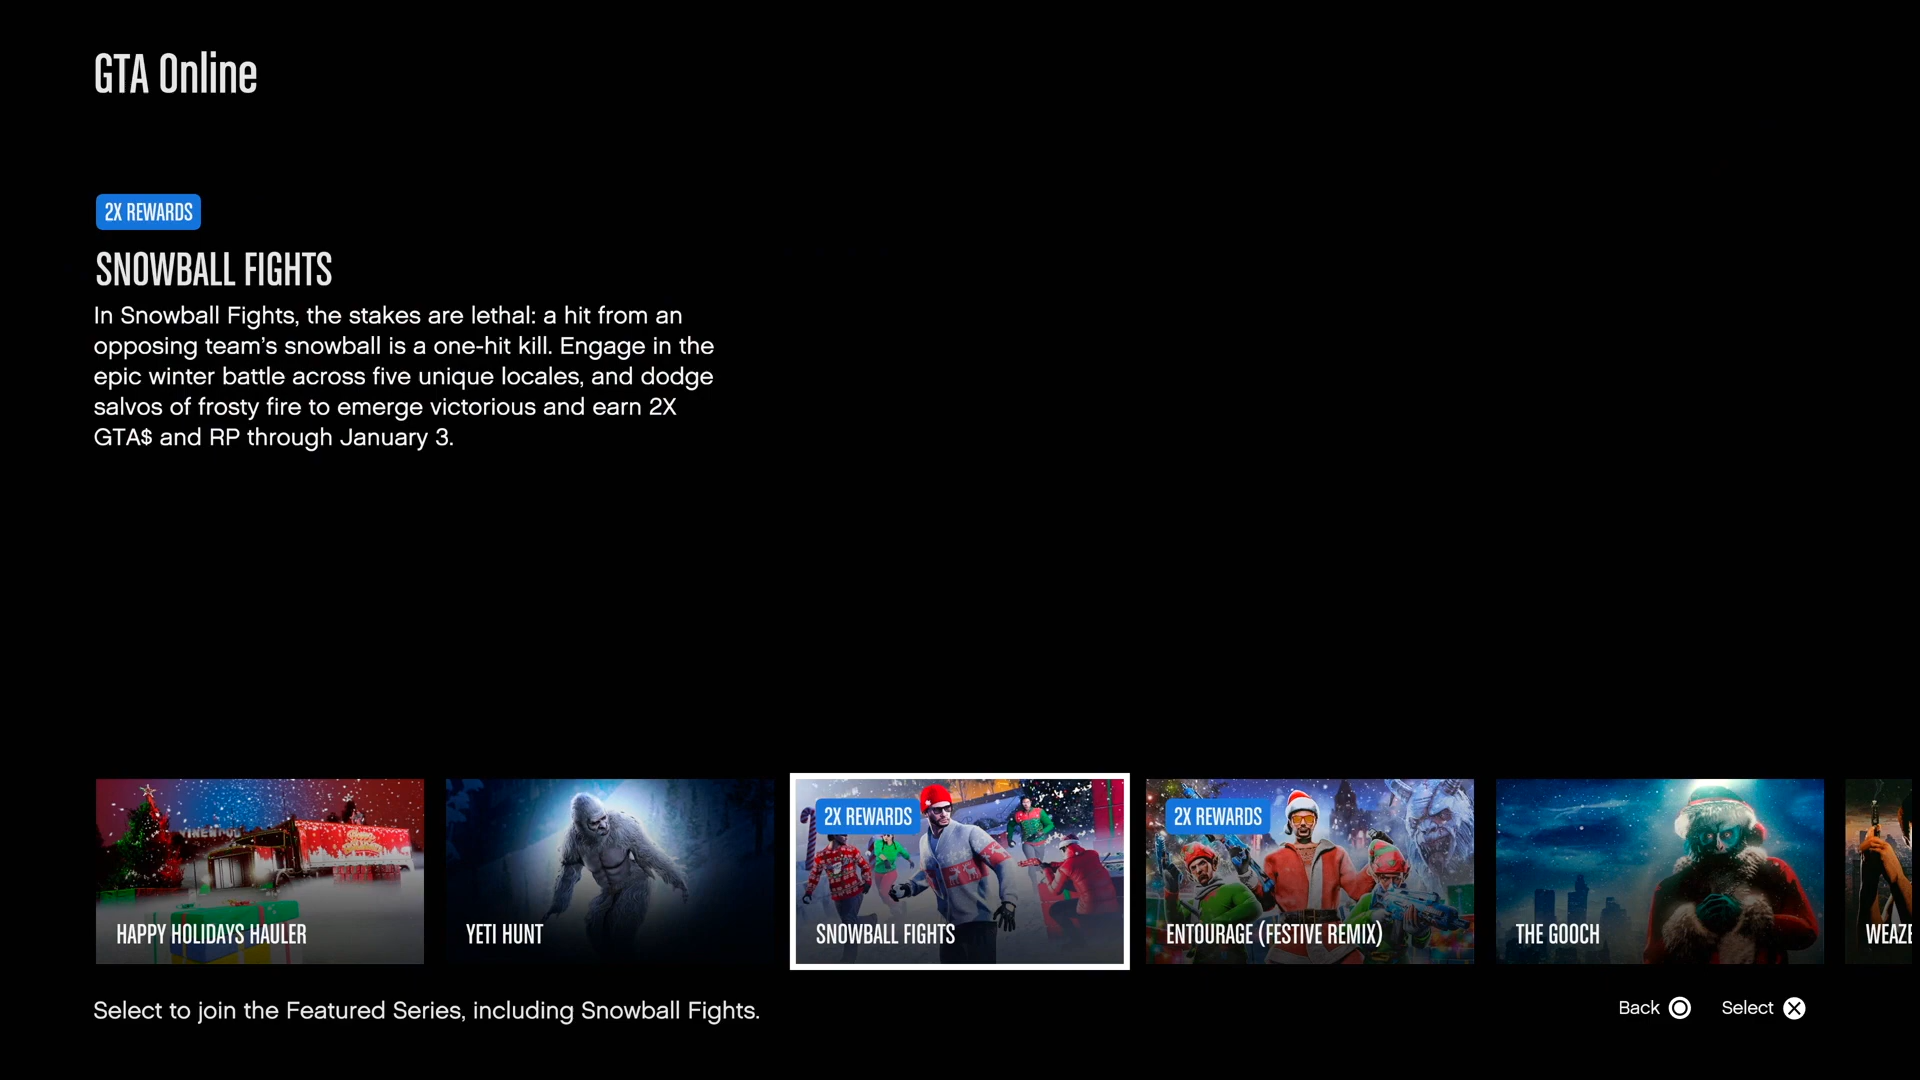 GTA Online
2X REWARDS
SNOWBALL FIGHTS
In Snowball Fights, the stakes are lethal: a hit from an
opposing team's snowball is a one-hit kill. Engage in the
epic winter battle across five unique locales, and dodge
salvos of frosty fire to emerge victorious and earn 2X
GTA$ and RP through January 3.
HAPPY HOLIDAYS HAULER
YETI HUNT
2X REWARDS
SNOWBALL FIGHTS
2X REWARDS
ENTOURAGE (FESTIVE REMIX)
THE GOOCH
Select to join the Featured Series, including Snowball Fights.
Back
Select